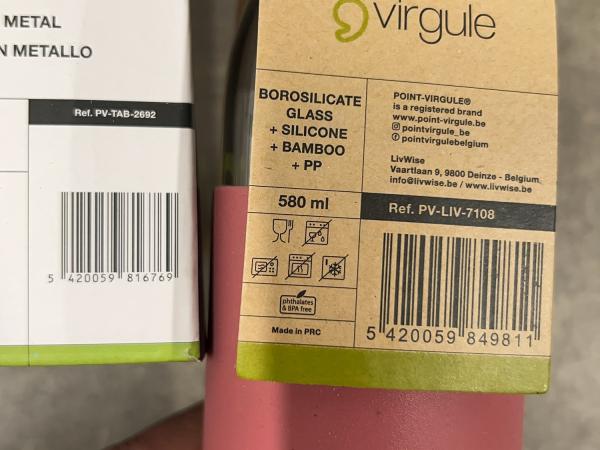 METAL
N METALLO
Ref. PV-TAB-2692
5 420059 816769
virgule
BOROSILICATE
GLASS
+ SILICONE
+ BAMBOO
+ PP
580 ml
phthalates
& BPA free
Made in PRC
POINT-VIRGULE®
is a registered brand
www.point-virgule.be
pointvirgule_be
pointvirgulebelgium
LivWise
Vaartlaan 9, 9800 Deinze - Belgium
info@livwise.be / www.livwise.be
Ref. PV-LIV-7108
5 420059 849811